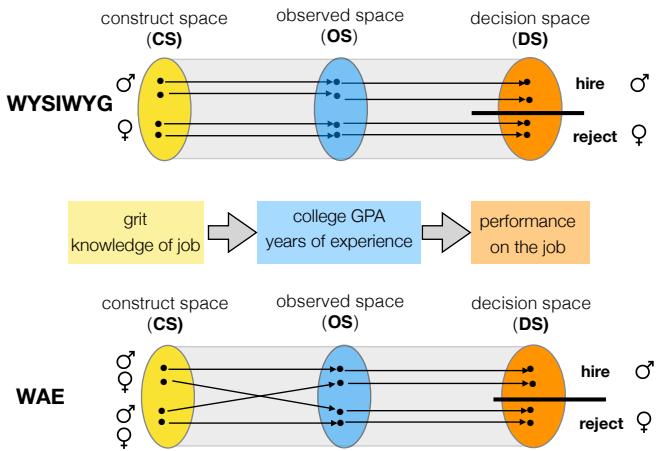 construct space
(CS)
observed space
(OS)
decision space
(DS)
WYSIWYG
♂
♀
hire ♂
reject ♀
grit
knowledge of job
college GPA
years of experience
performance
on the job
construct space
(CS)
observed space
(OS)
decision space
(DS)
WAE
♂
♀
♂
♀
hire ♂
reject ♀